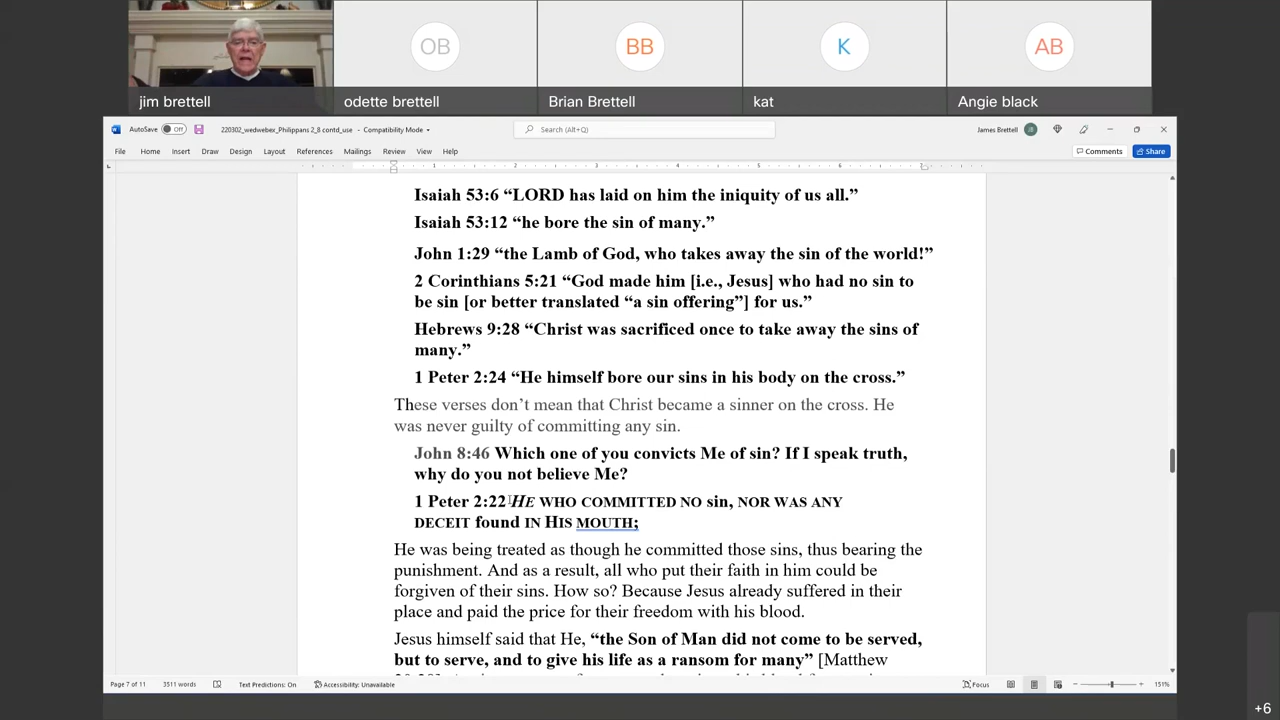 OB
BB
K
AB
jim brettell
odette brettell
Brian Brettell
kat
Angie black
AutoSave Off
220302_wedwebex_Philippans 2_8 contd_use - Compatibility Mode
Search (Alt+Q)
James Brettell
File Home Insert Draw Design Layout References Mailings Review View Help
Comments Share
Isaiah 53:6 “LORD has laid on him the iniquity of us all.”
Isaiah 53:12 “he bore the sin of many.”
John 1:29 “the Lamb of God, who takes away the sin of the world!”
2 Corinthians 5:21 “God made him [i.e., Jesus] who had no sin to
be sin [or better translated “a sin offering”] for us.”
Hebrews 9:28 “Christ was sacrificed once to take away the sins of
many.”
1 Peter 2:24 “He himself bore our sins in his body on the cross.”
These verses don’t mean that Christ became a sinner on the cross. He
was never guilty of committing any sin.
John 8:46 Which one of you convicts Me of sin? If I speak truth,
why do you not believe Me?
1 Peter 2:22 HE WHO COMMITTED NO sin, NOR WAS ANY
DECEIT found IN HIS MOUTH;
He was being treated as though he committed those sins, thus bearing the
punishment. And as a result, all who put their faith in him could be
forgiven of their sins. How so? Because Jesus already suffered in their
place and paid the price for their freedom with his blood.
Jesus himself said that He, “the Son of Man did not come to be served,
but to serve, and to give his life as a ransom for many” [Matthew
Page 7 of 11 3511 words Text Predictions: On Accessibility: Unavailable Focus 151%
+6